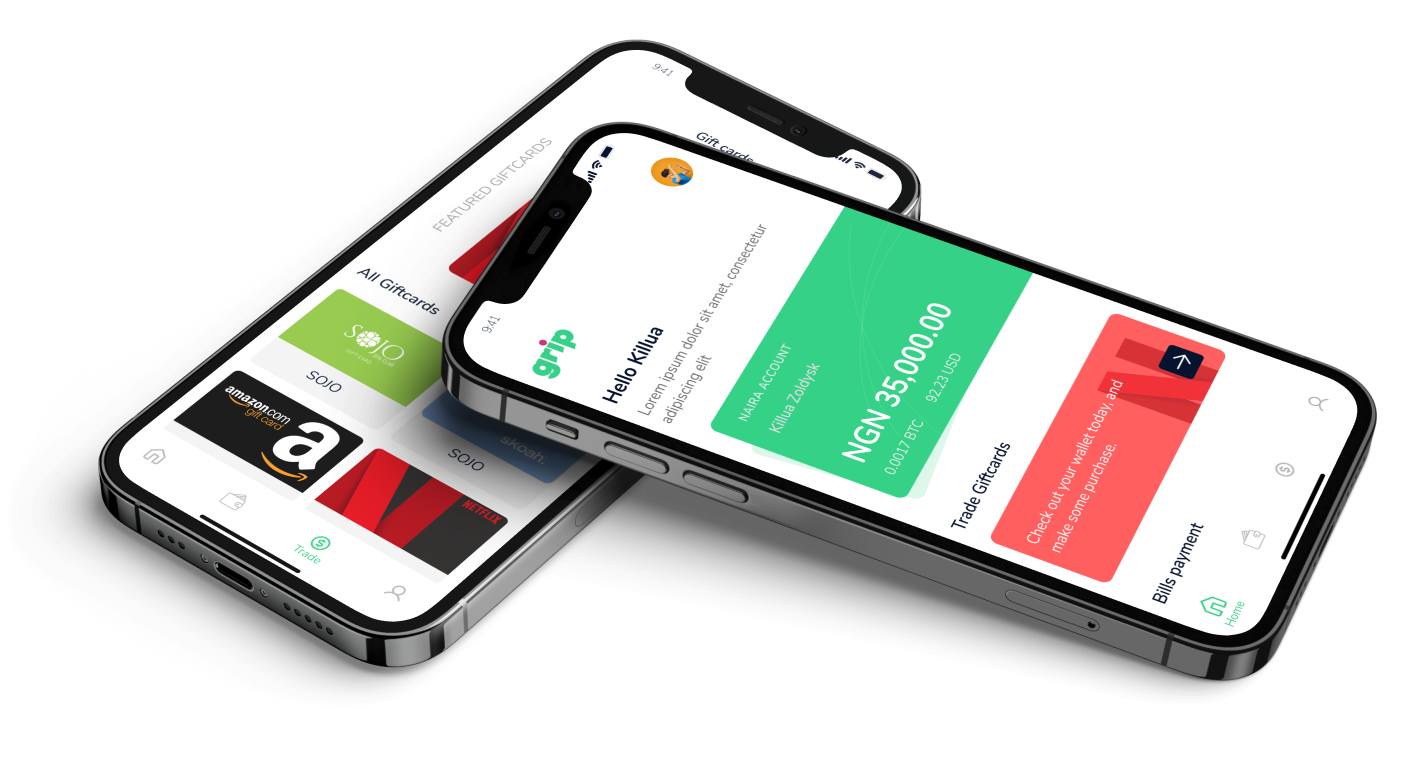 9:41
Gift cards
FEATURED GIFTCARDS
All Giftcards
SOJO
GIFT CARD
SOJO
amazon.com
gift card
a
skoah.
SOJO
NETFLIX
Trade
9:41
grip
Hello Killua
Lorem ipsum dolor sit amet, consectetur
adipiscing elit
NAIRA ACCOUNT
Killua Zoldysk
NGN 35,000.00
0.0017 BTC
92.23 USD
Trade Giftcards
Check out your wallet today, and
make some purchase.
Bills payment
Home